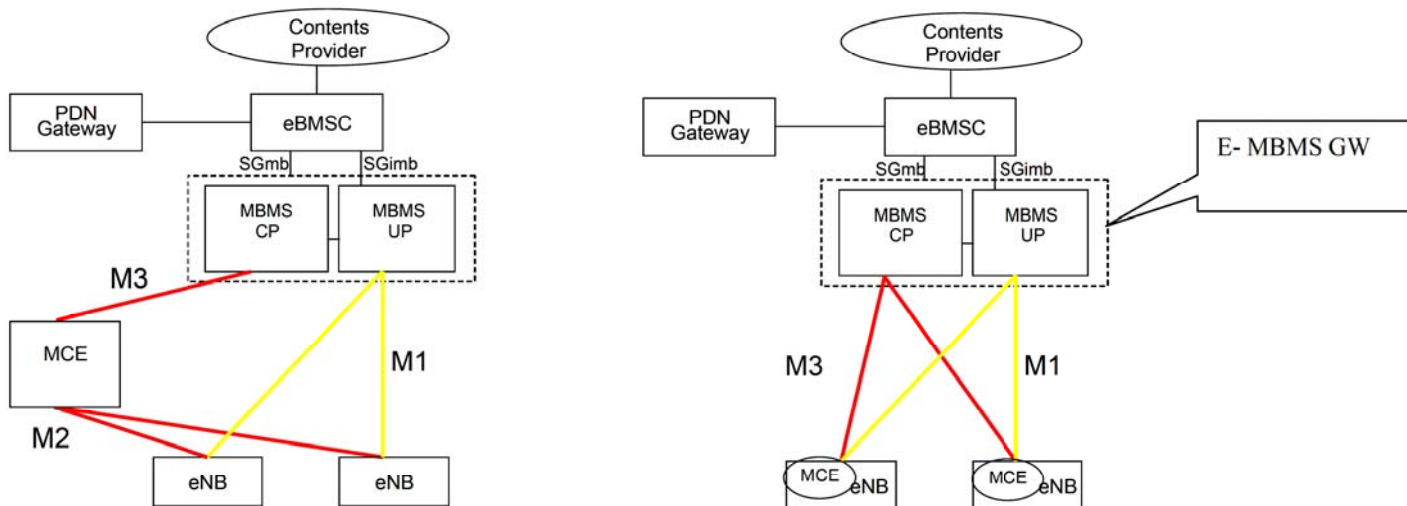 Contents
Provider
PDN
Gateway
eBMSC
SGmb
SGimb
MBMS
CP
MBMS
UP
M3
MCE
M1
M2
eNB
eNB
Contents
Provider
PDN
Gateway
eBMSC
E- MBMS GW
SGmb
SGimb
MBMS
CP
MBMS
UP
M3
M1
MCE
eNB
MCE
eNB